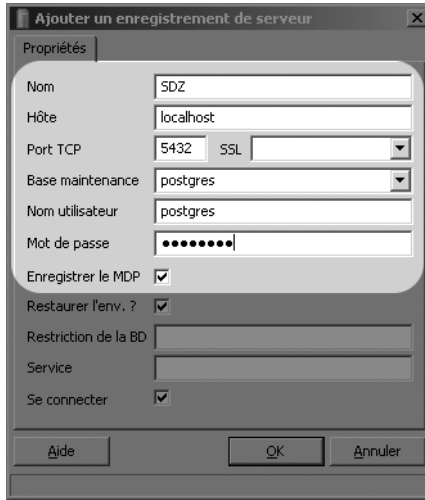 Ajouter un enregistrement de serveur
Propriétés
Nom SDZ
Hôte localhost
Port TCP 5432 SSL
Base maintenance postgres
Nom utilisateur postgres
Mot de passe ●●●●●●●●
Enregistrer le MDP
Restaurer l'env. ?
Restriction de la BD
Service
Se connecter
Aide OK Annuler